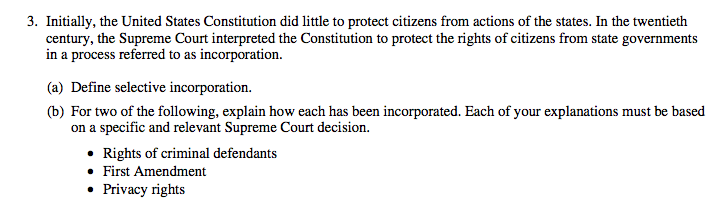 3. Initially, the United States Constitution did little to protect citizens from actions of the states. In the twentieth
century, the Supreme Court interpreted the Constitution to protect the rights of citizens from state governments
in a process referred to as incorporation.
(a) Define selective incorporation.
(b) For two of the following, explain how each has been incorporated. Each of your explanations must be based
on a specific and relevant Supreme Court decision.
• Rights of criminal defendants
• First Amendment
• Privacy rights